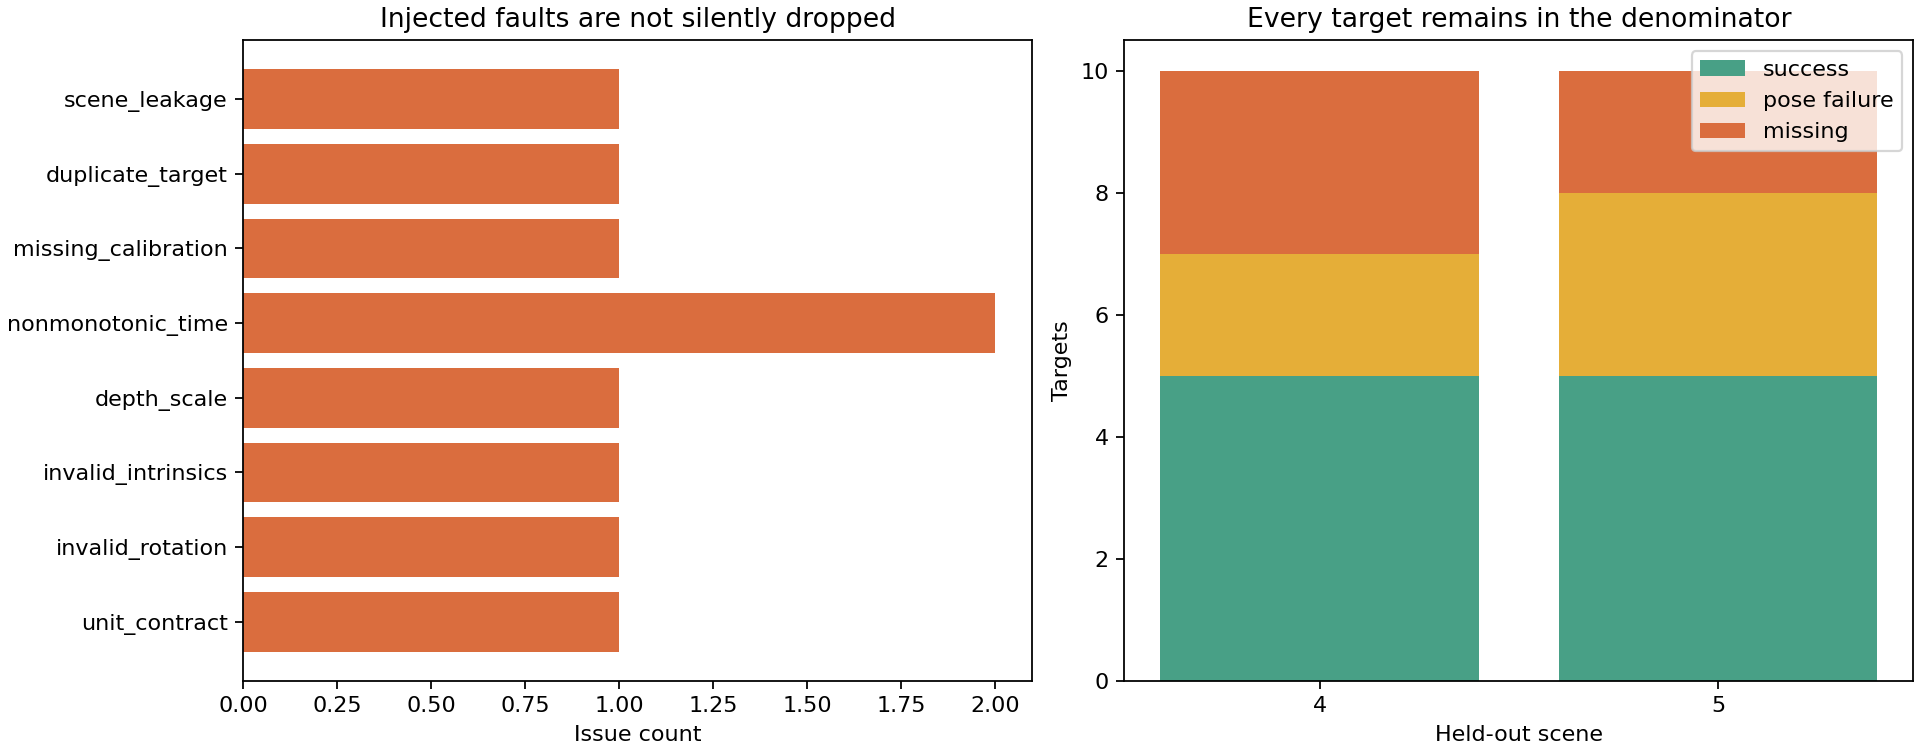 Injected faults are not silently dropped
scene_leakage
duplicate_target
missing_calibration
nonmonotonic_time
depth_scale
invalid_intrinsics
invalid_rotation
unit_contract
0.00 0.25 0.50 0.75 1.00 1.25 1.50 1.75 2.00
Issue count
Every target remains in the denominator
success
pose failure
missing
10
8
6
4
2
0
Targets
4 5
Held-out scene